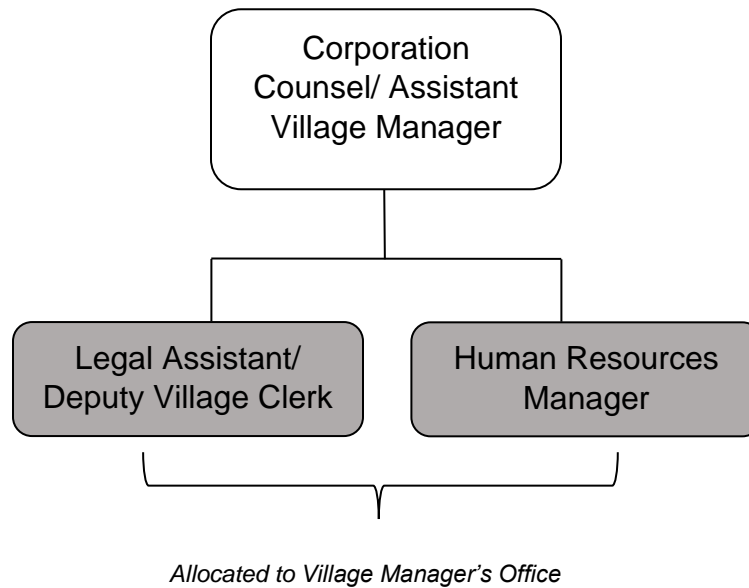 Corporation
Counsel/ Assistant
Village Manager
Legal Assistant/
Deputy Village Clerk
Human Resources
Manager
Allocated to Village Manager’s Office